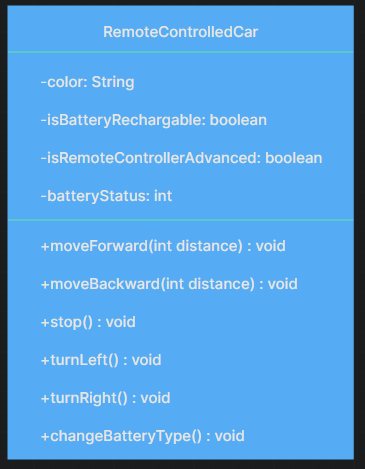 RemoteControlledCar
-color: String
-isBatteryRechargable: boolean
-isRemoteControllerAdvanced: boolean
-batteryStatus: int
+moveForward(int distance) : void
+moveBackward(int distance) : void
+stop() : void
+turnLeft() : void
+turnRight() : void
+changeBatteryType() : void